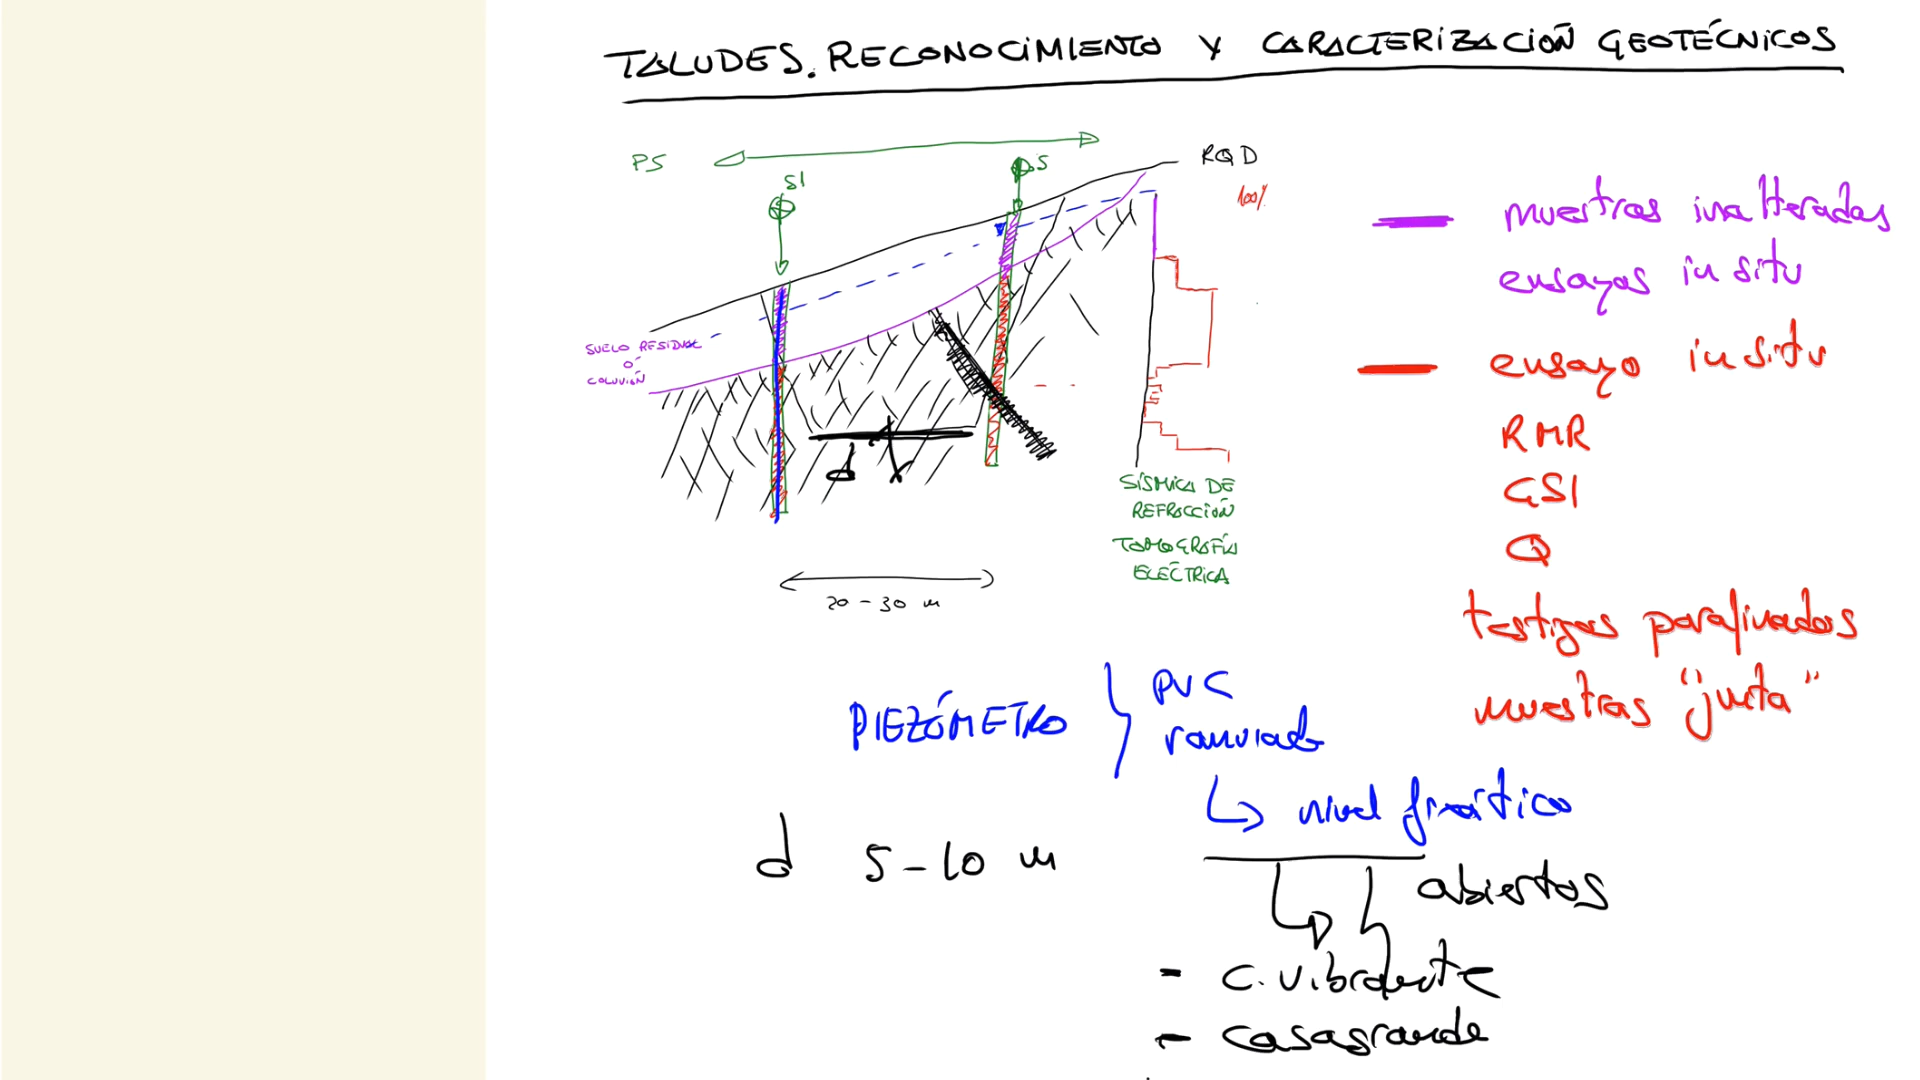 TALUDES. RECONOCIMIENTO Y CARACTERIZACIÓN GEOTÉCNICOS
PS
S1
S
RQD
100%
SUELO RESIDUAL
Ó
COLUVIÓN
d
20-30 m
SÍSMICA DE
REFRACCIÓN
TOMOGRAFÍA
ELÉCTRICA
muestras inalteradas
ensayos in situ
ensayo in situ
RMR
GSI
Q
testigos parafinados
muestras "junta"
PIEZÓMETRO
PVC
ranurado
nivel freático
d 5-10 m
abiertos
- C. vibrante
- Casagrande